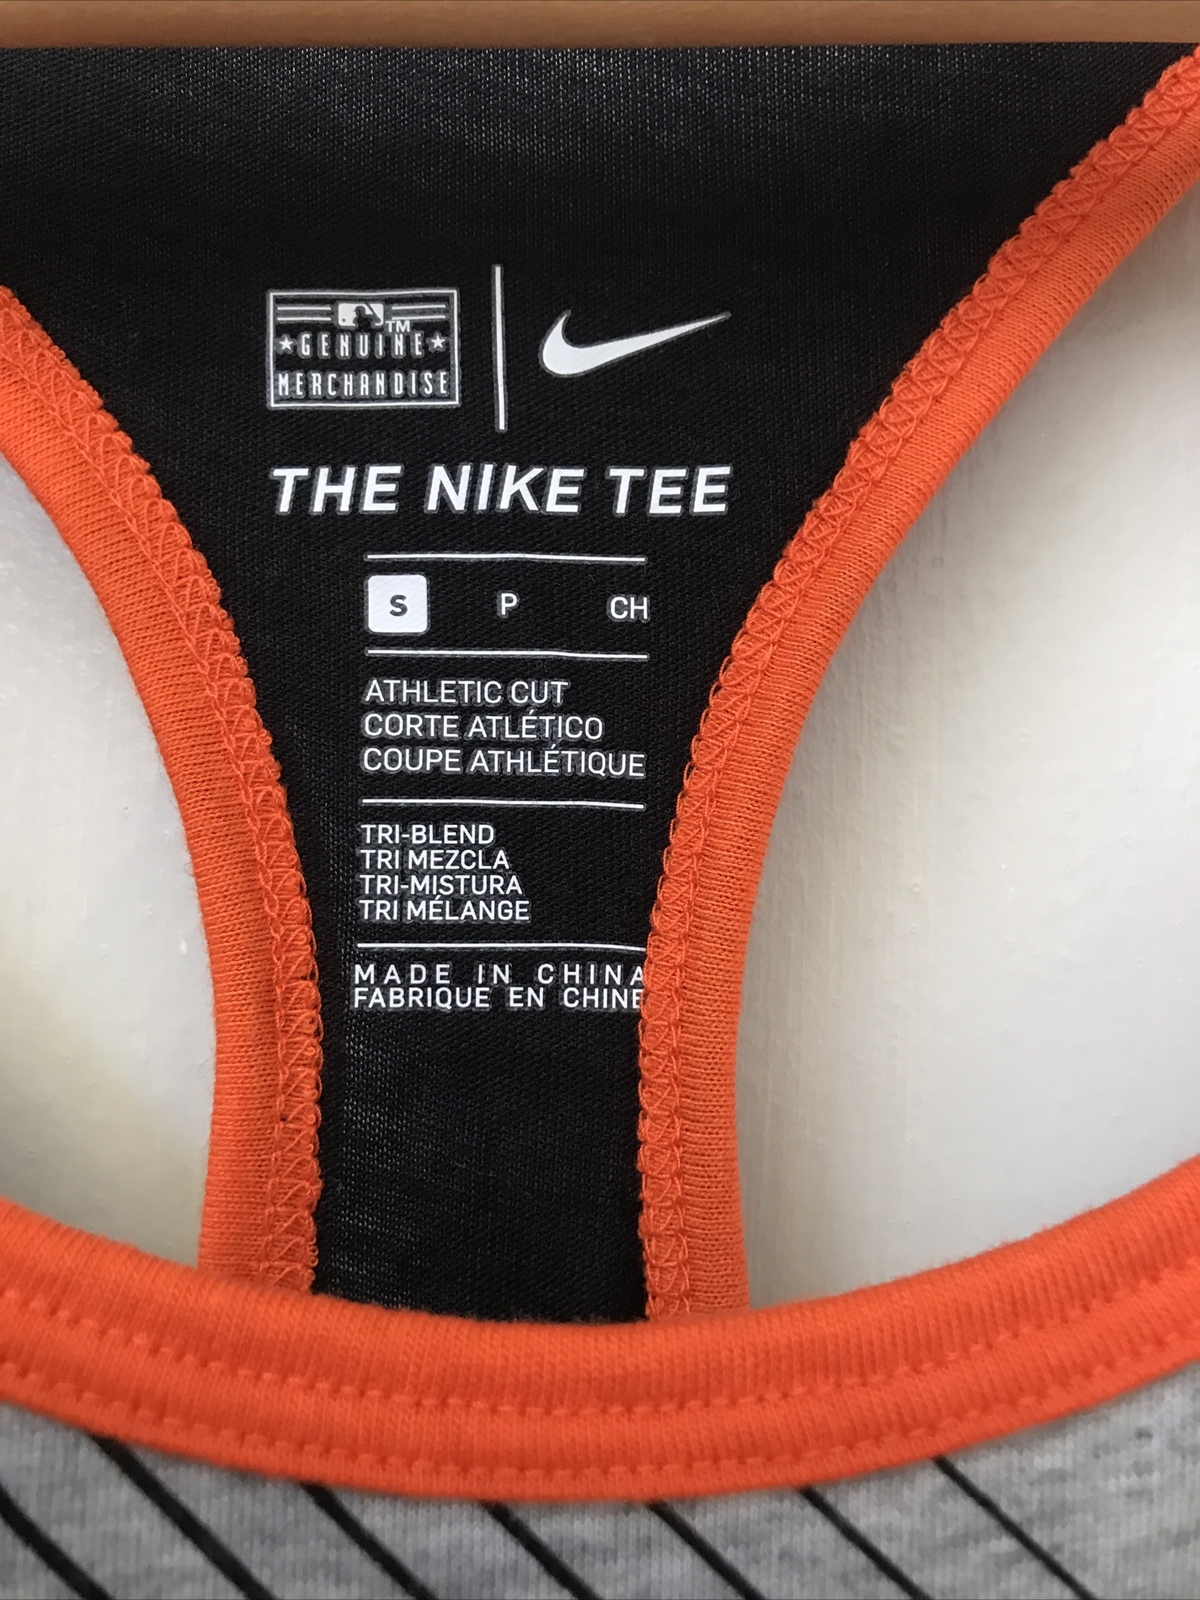 TM
★GENUINE★
MERCHANDISE
THE NIKE TEE
S P CH
ATHLETIC CUT
CORTE ATLÉTICO
COUPE ATHLÉTIQUE
TRI-BLEND
TRI MEZCLA
TRI-MISTURA
TRI MÉLANGE
MADE IN CHINA
FABRIQUE EN CHINE